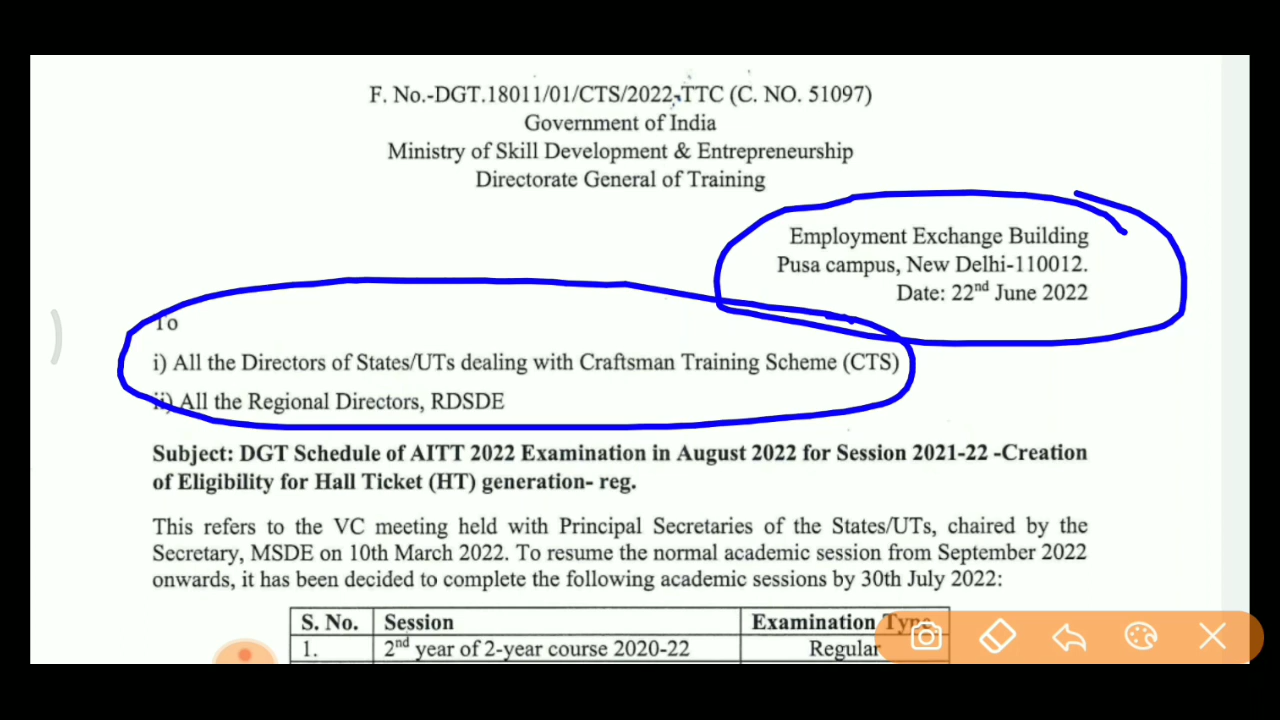 F. No.-DGT.18011/01/CTS/2022-TTC (C. NO. 51097)
Government of India
Ministry of Skill Development & Entrepreneurship
Directorate General of Training
Employment Exchange Building
Pusa campus, New Delhi-110012.
Date: 22nd June 2022
To
i) All the Directors of States/UTs dealing with Craftsman Training Scheme (CTS)
ii) All the Regional Directors, RDSDE
Subject: DGT Schedule of AITT 2022 Examination in August 2022 for Session 2021-22 -Creation
of Eligibility for Hall Ticket (HT) generation- reg.
This refers to the VC meeting held with Principal Secretaries of the States/UTs, chaired by the
Secretary, MSDE on 10th March 2022. To resume the normal academic session from September 2022
onwards, it has been decided to complete the following academic sessions by 30th July 2022:
S. No. Session Examination Type
1. 2nd year of 2-year course 2020-22 Regular